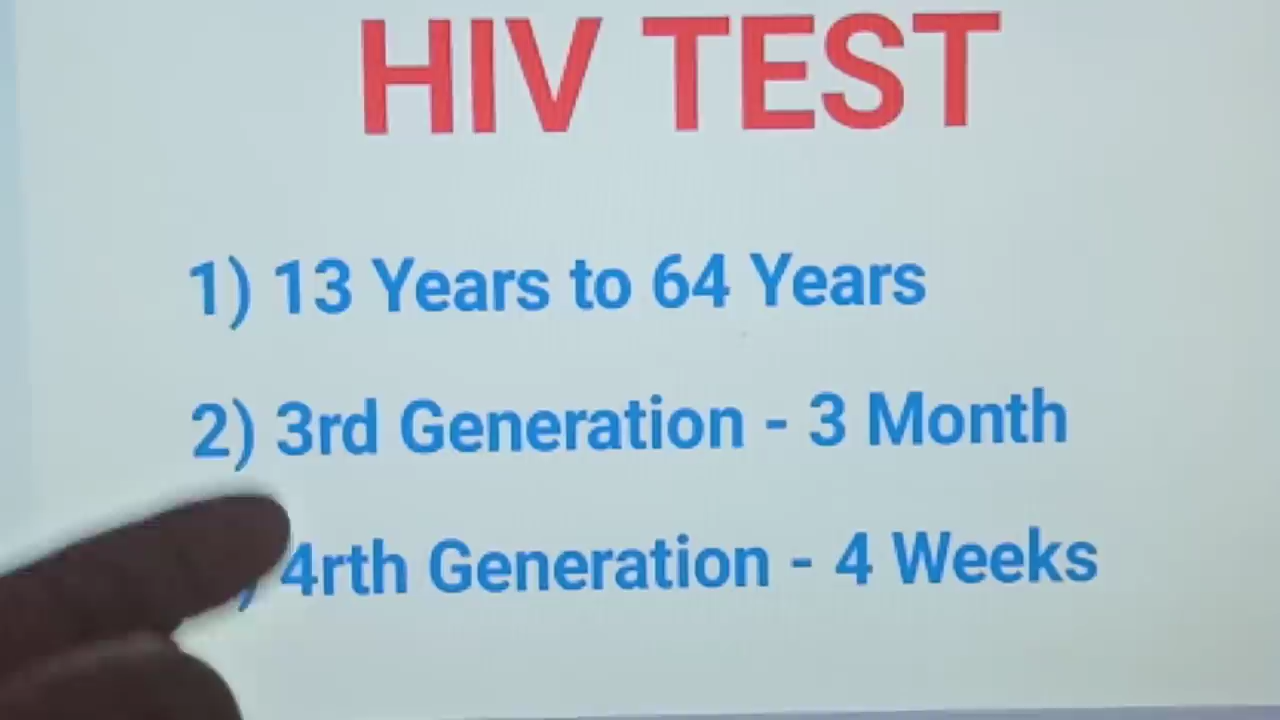 HIV TEST
1) 13 Years to 64 Years
2) 3rd Generation - 3 Month
) 4rth Generation - 4 Weeks